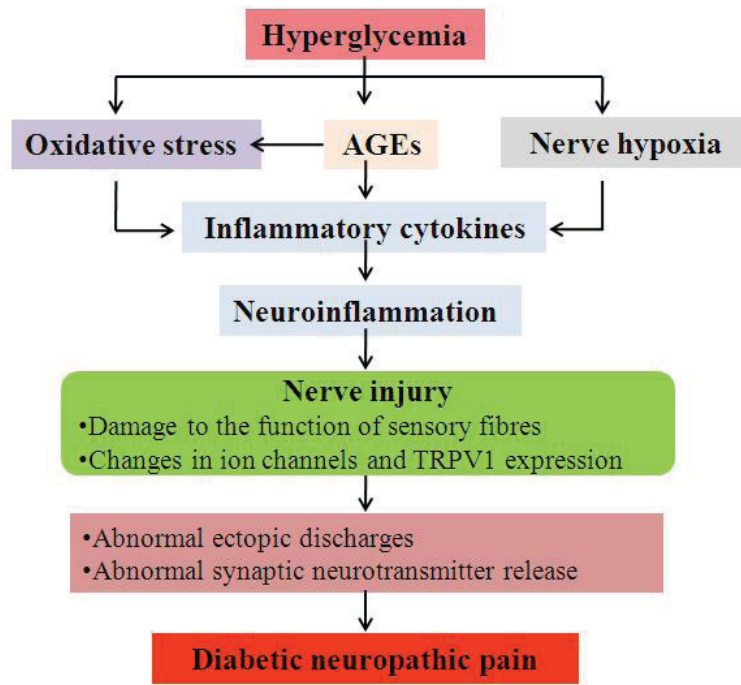 Hyperglycemia
Oxidative stress
AGEs
Nerve hypoxia
Inflammatory cytokines
Neuroinflammation
Nerve injury
•Damage to the function of sensory fibres
•Changes in ion channels and TRPV1 expression
•Abnormal ectopic discharges
•Abnormal synaptic neurotransmitter release
Diabetic neuropathic pain